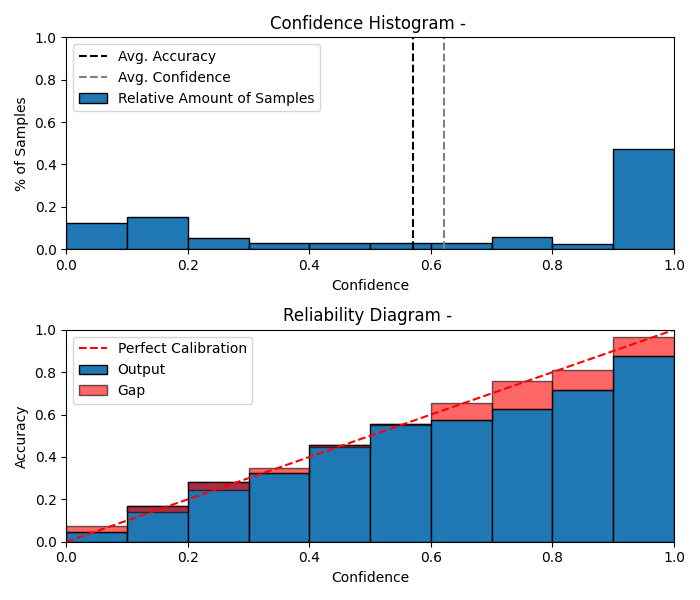 Confidence Histogram -
1.0
0.8
0.6
0.4
0.2
0.0
% of Samples
Avg. Accuracy
Avg. Confidence
Relative Amount of Samples
0.0 0.2 0.4 0.6 0.8 1.0
Confidence
Reliability Diagram -
1.0
0.8
0.6
0.4
0.2
0.0
Accuracy
Perfect Calibration
Output
Gap
0.0 0.2 0.4 0.6 0.8 1.0
Confidence